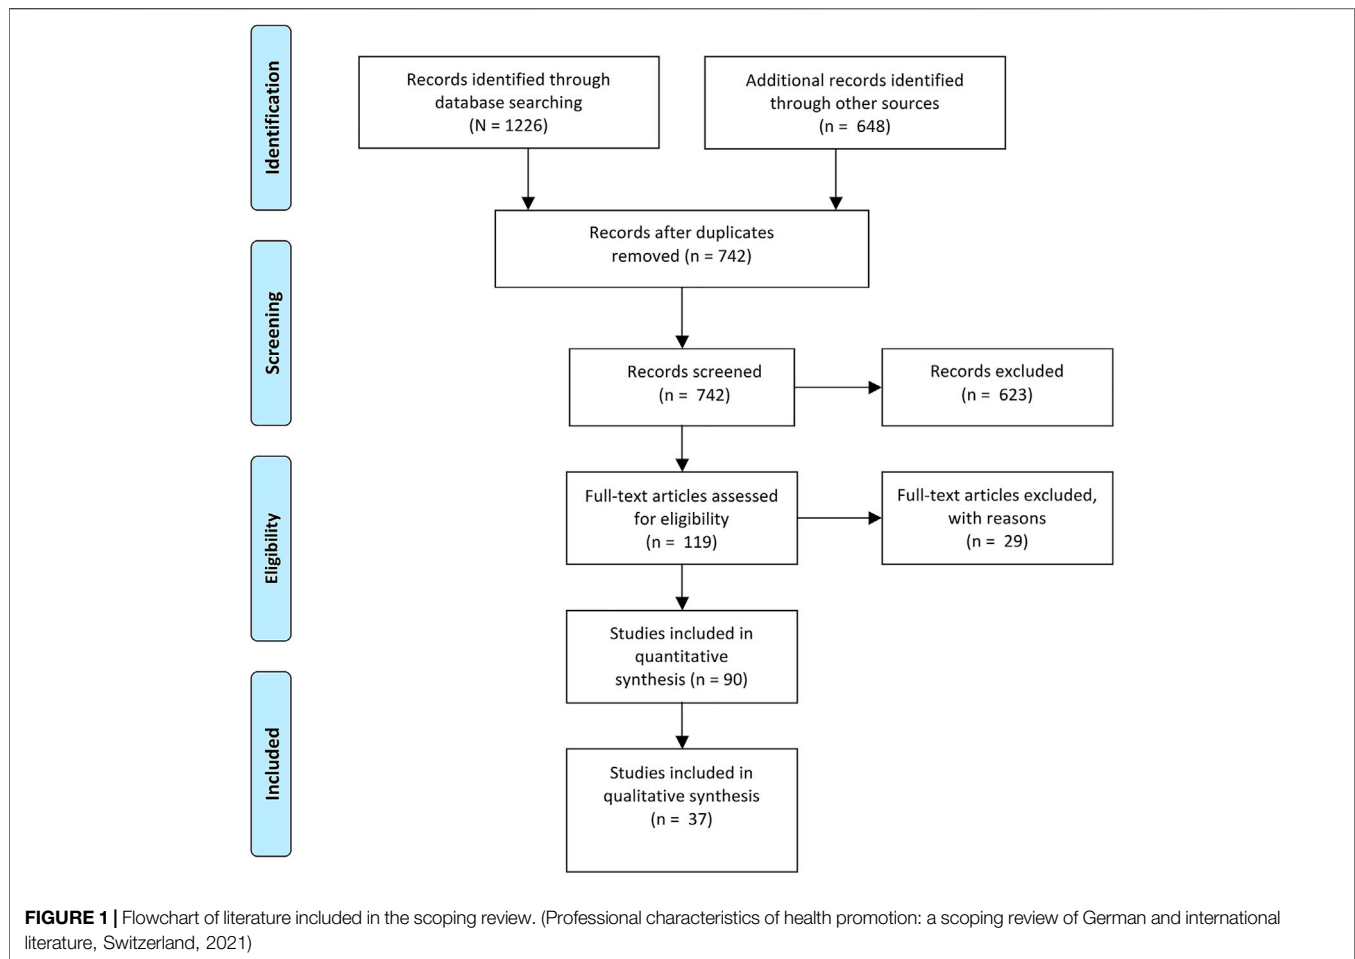 Identification
Records identified through
database searching
(N = 1226)
Additional records identified
through other sources
(n =  648)
Records after duplicates
removed (n = 742)
Screening
Records screened
(n =  742)
Records excluded
(n =  623)
Eligibility
Full-text articles assessed
for eligibility
(n =  119)
Full-text articles excluded,
with reasons
(n =  29)
Studies included in
quantitative
synthesis (n = 90)
Included
Studies included in
qualitative synthesis
(n =  37)
FIGURE 1 | Flowchart of literature included in the scoping review. (Professional characteristics of health promotion: a scoping review of German and international
literature, Switzerland, 2021)